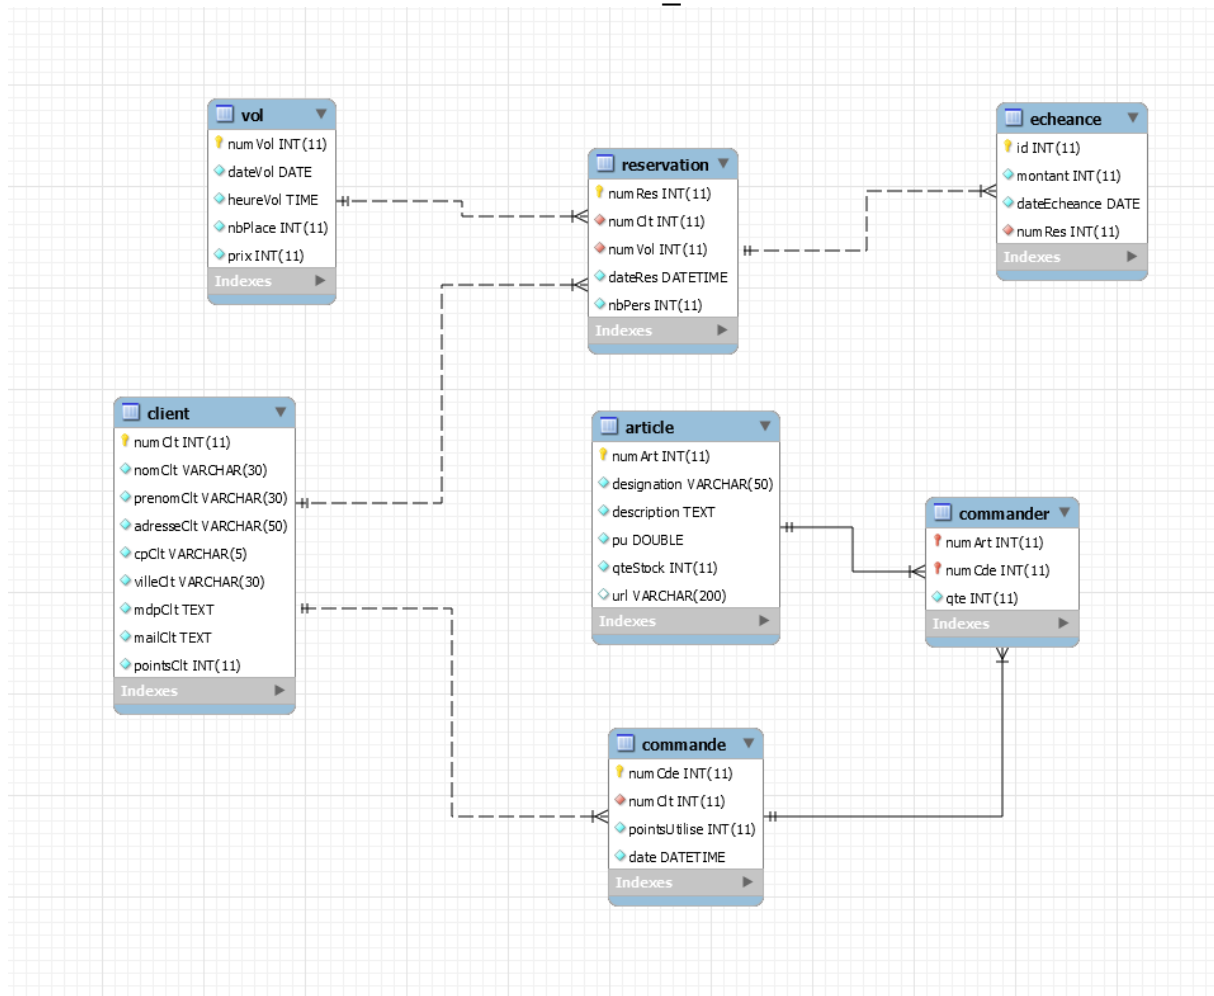 vol
numVol INT(11)
dateVol DATE
heureVol TIME
nbPlace INT(11)
prix INT(11)
Indexes
reservation
numRes INT(11)
numClt INT(11)
numVol INT(11)
dateRes DATETIME
nbPers INT(11)
Indexes
echeance
id INT(11)
montant INT(11)
dateEcheance DATE
numRes INT(11)
Indexes
client
numClt INT(11)
nomClt VARCHAR(30)
prenomClt VARCHAR(30)
adresseClt VARCHAR(50)
cpClt VARCHAR(5)
villeClt VARCHAR(30)
mdpClt TEXT
mailClt TEXT
pointsClt INT(11)
Indexes
article
numArt INT(11)
designation VARCHAR(50)
description TEXT
pu DOUBLE
qteStock INT(11)
url VARCHAR(200)
Indexes
commander
numArt INT(11)
numCde INT(11)
qte INT(11)
Indexes
commande
numCde INT(11)
numClt INT(11)
pointsUtilise INT(11)
date DATETIME
Indexes